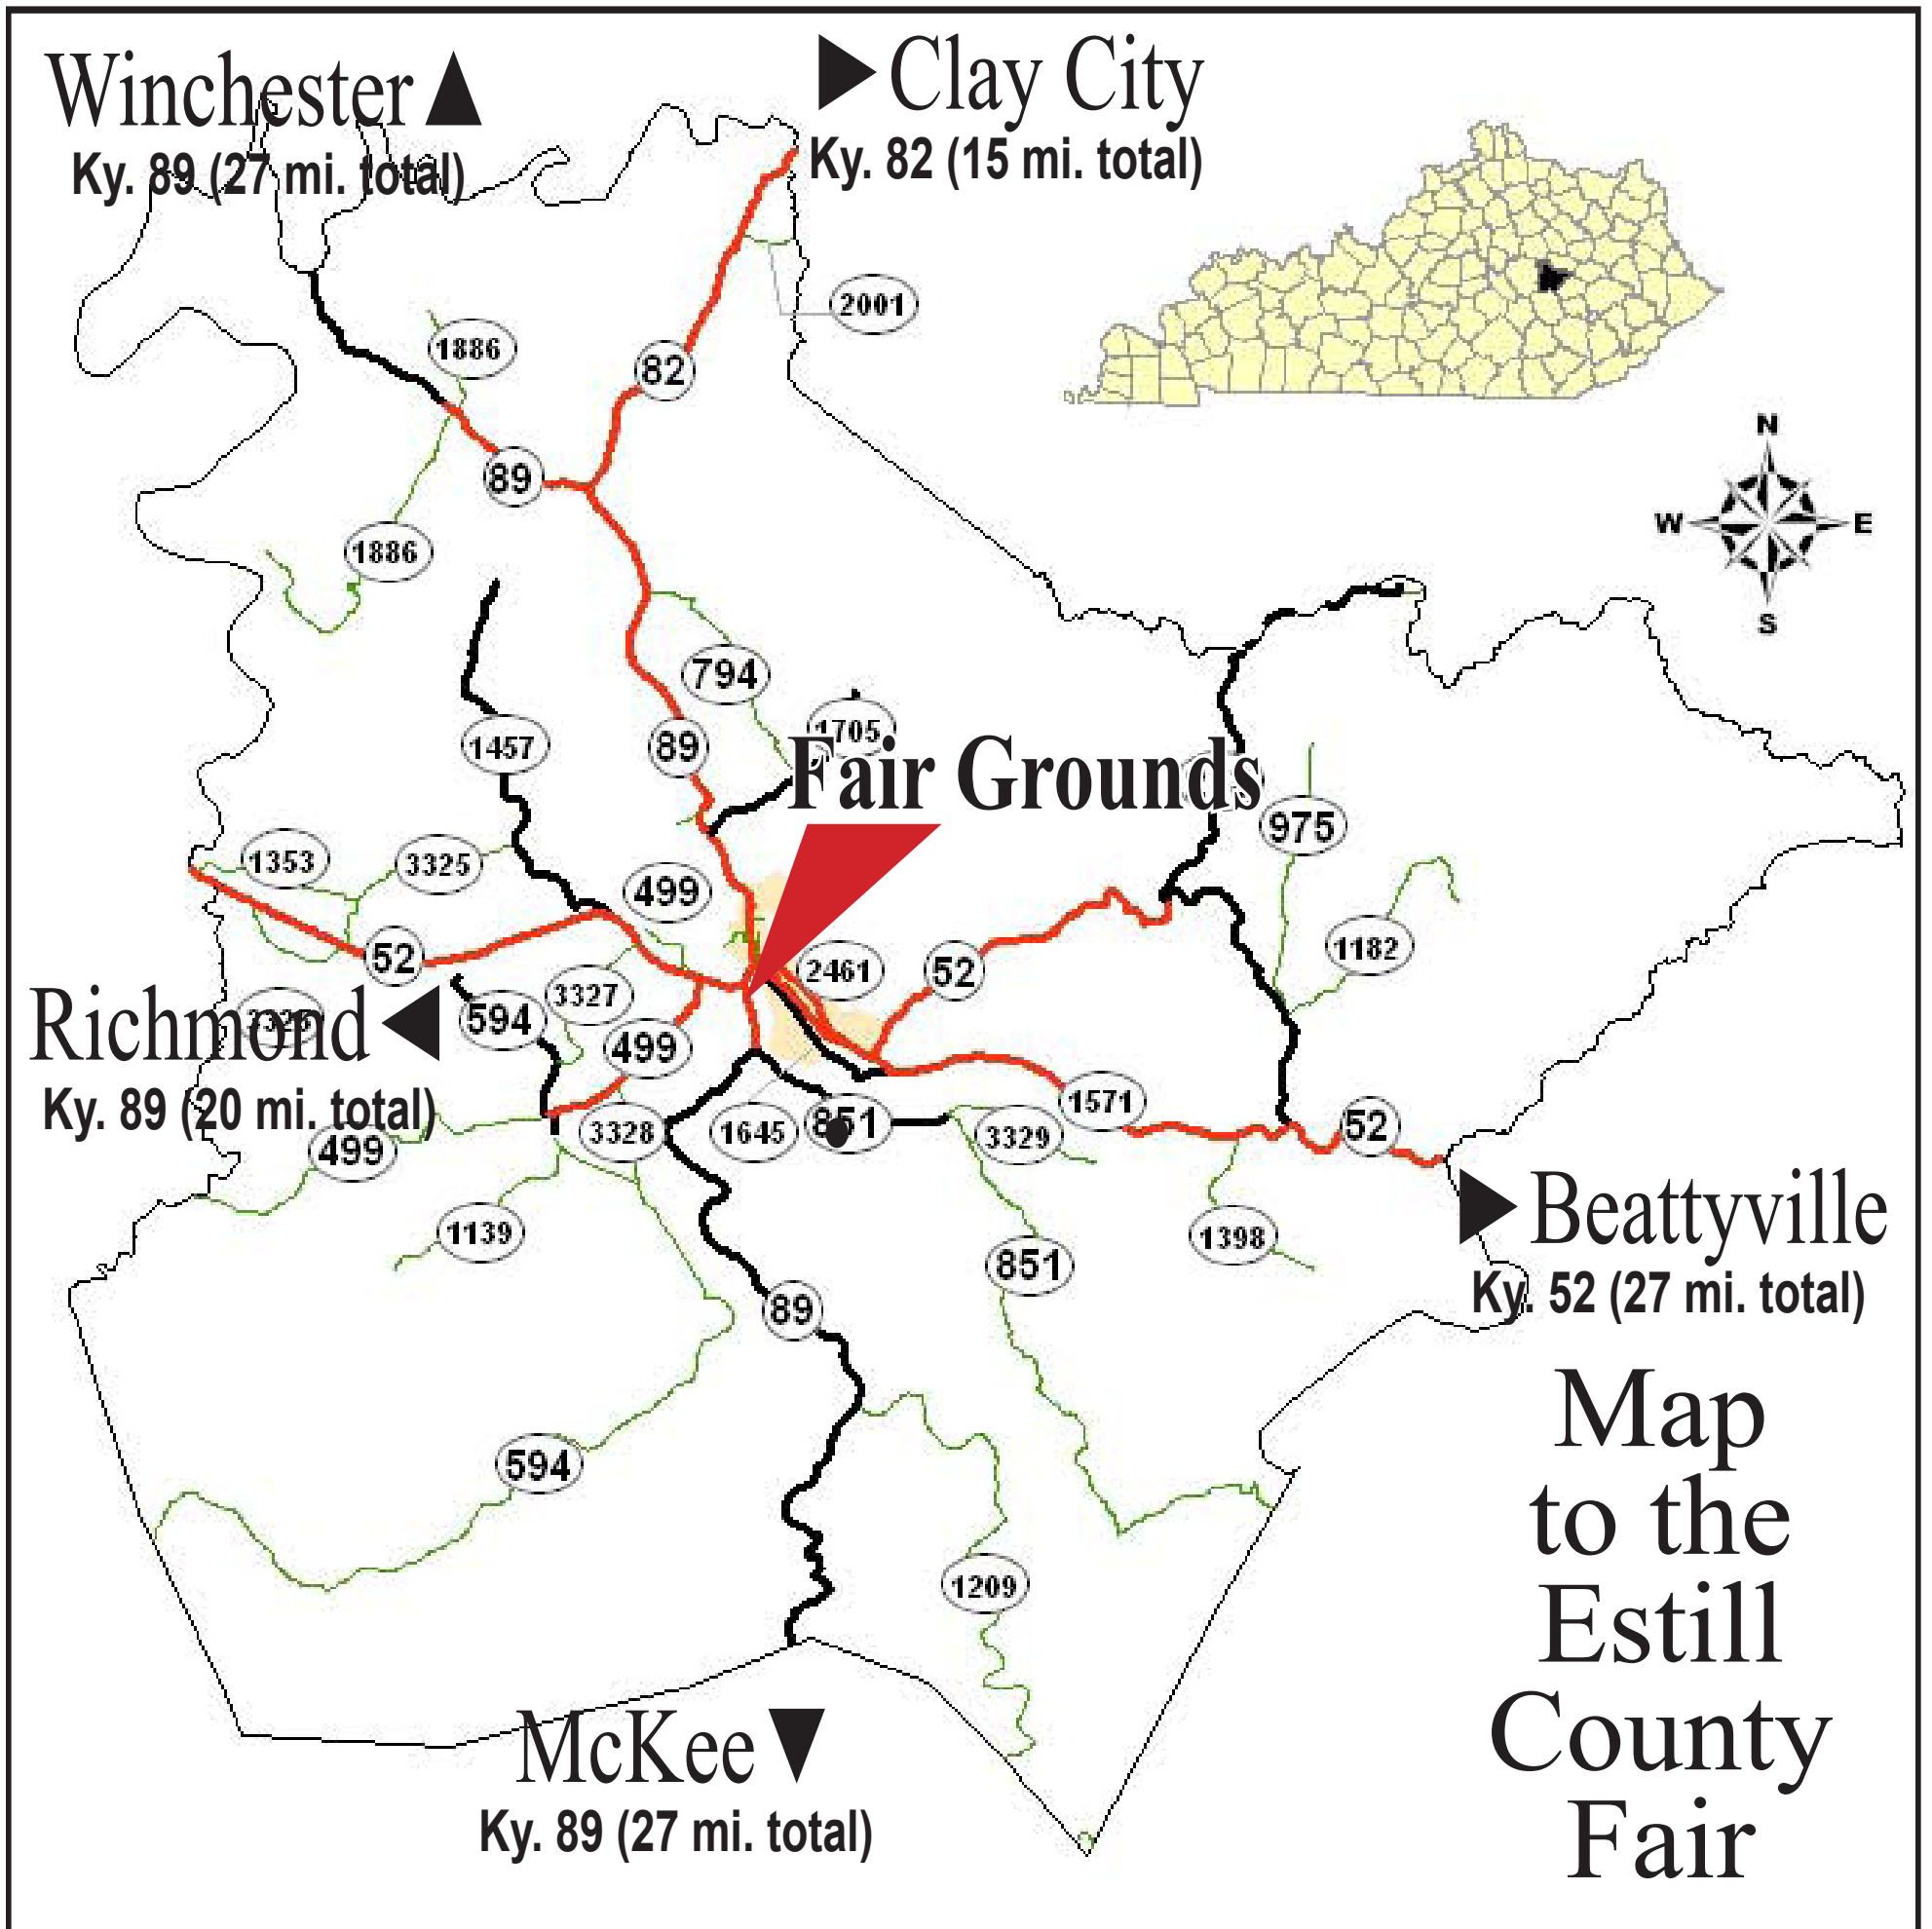 Winchester
Ky. 89 (27 mi. total)
Clay City
Ky. 82 (15 mi. total)
2001
1886
82
N
89
W
E
1886
S
794
1705
1457
89
Fair Grounds
975
1353
3325
499
1182
52
2461
52
3327
Richmond
594
499
Ky. 89 (20 mi. total)
1571
499
3328
1645
851
3329
52
Beattyville
Ky. 52 (27 mi. total)
1139
1398
851
89
Map
to the
Estill
County
Fair
594
1209
McKee
Ky. 89 (27 mi. total)